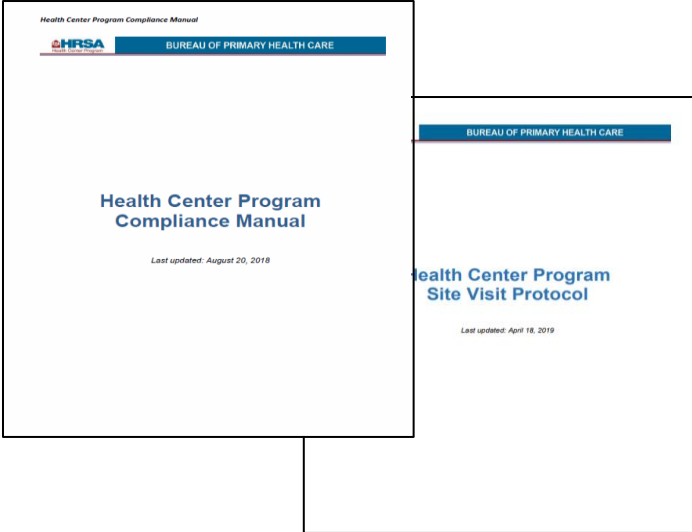 Health Center Program Compliance Manual
HRSA
Health Center Program
BUREAU OF PRIMARY HEALTH CARE
Health Center Program
Compliance Manual
Last updated: August 20, 2018
BUREAU OF PRIMARY HEALTH CARE
ealth Center Program
Site Visit Protocol
Last updated: April 18, 2019